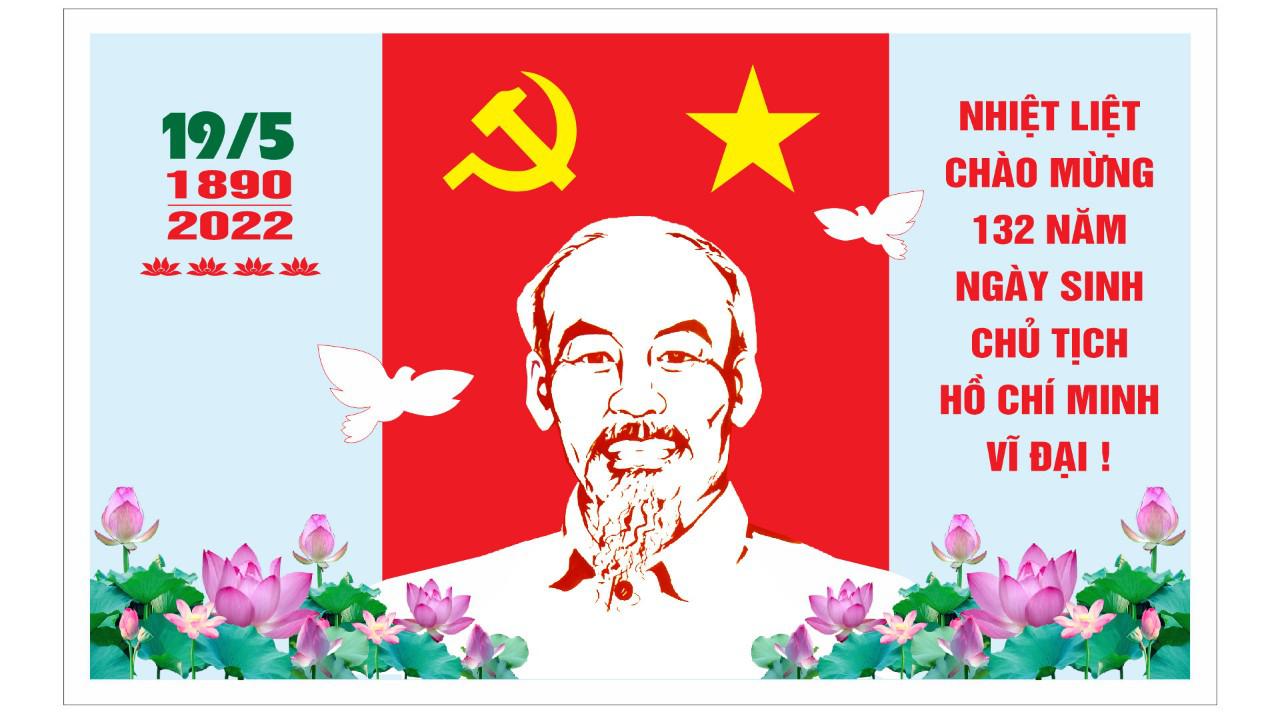 19/5
1890
2022
NHIỆT LIỆT
CHÀO MỪNG
132 NĂM
NGÀY SINH
CHỦ TỊCH
HỒ CHÍ MINH
VĨ ĐẠI !